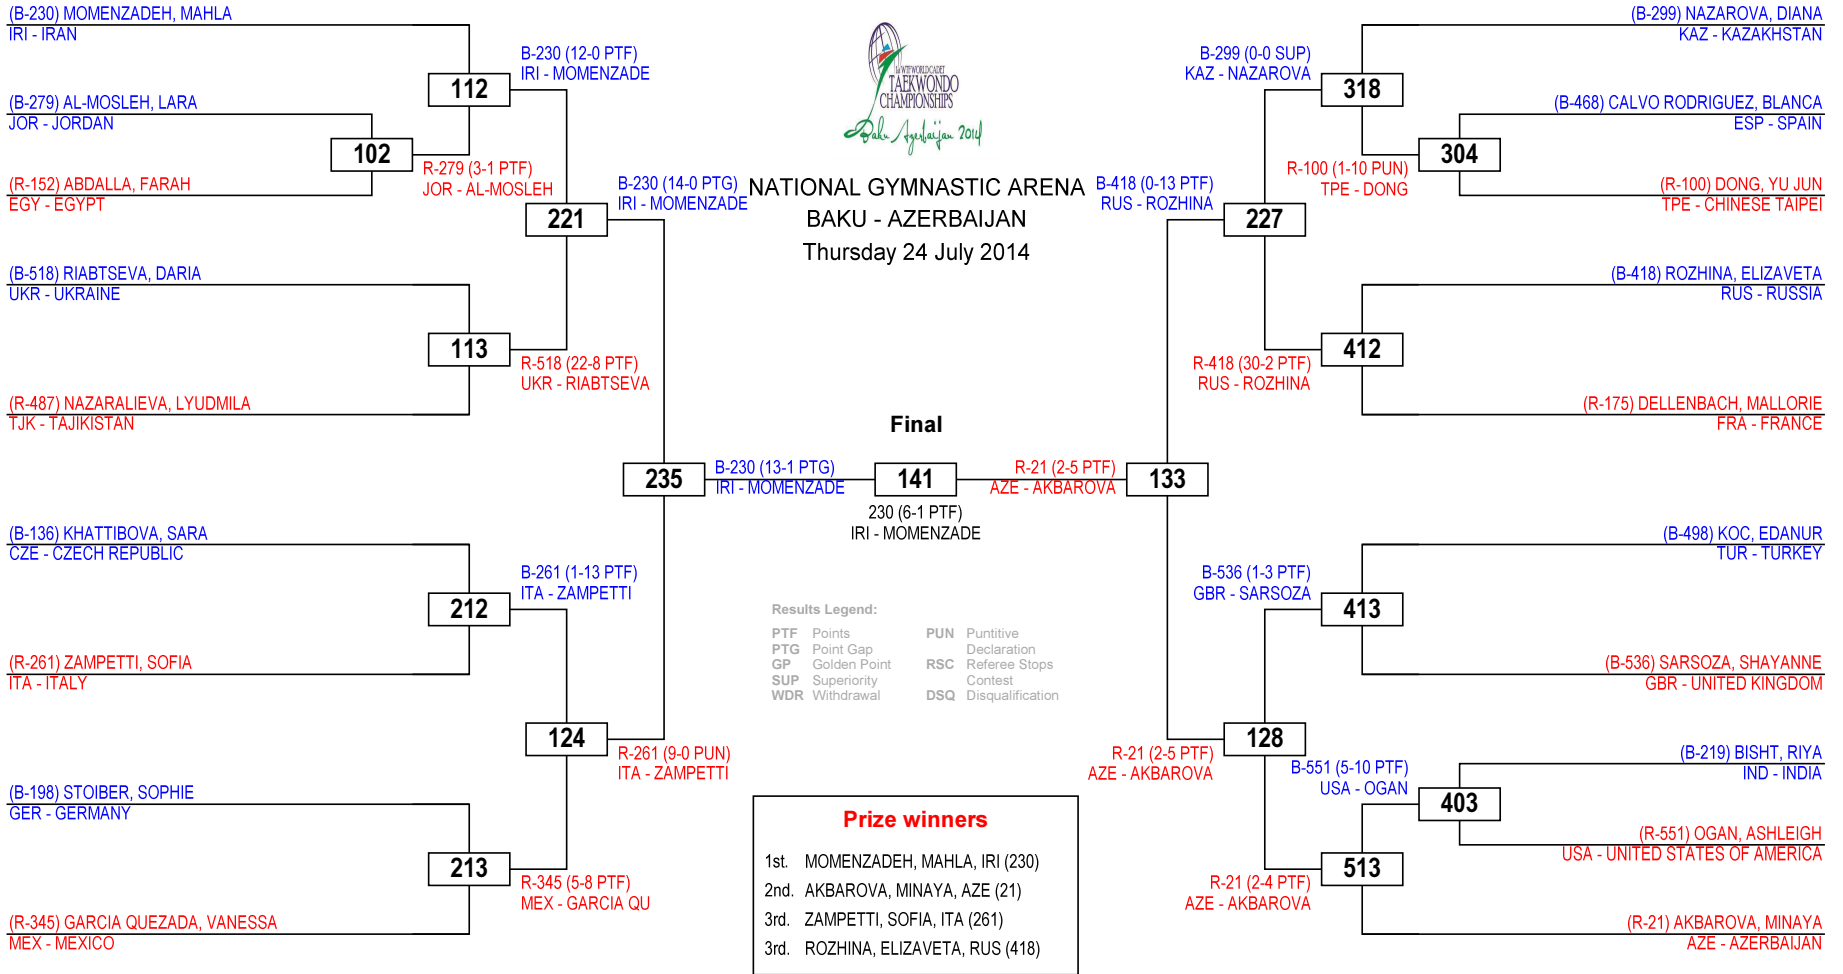 (B-230) MOMENZADEH, MAHLA
IRI - IRAN
(B-279) AL-MOSLEH, LARA
JOR - JORDAN
(R-152) ABDALLA, FARAH
EGY - EGYPT
(B-518) RIABTSEVA, DARIA
UKR - UKRAINE
(R-487) NAZARALIEVA, LYUDMILA
TJK - TAJIKISTAN
(B-136) KHATTIBOVA, SARA
CZE - CZECH REPUBLIC
(R-261) ZAMPETTI, SOFIA
ITA - ITALY
(B-198) STOIBER, SOPHIE
GER - GERMANY
(R-345) GARCIA QUEZADA, VANESSA
MEX - MEXICO
102
112
113
212
213
B-230 (12-0 PTF)
IRI - MOMENZADE
R-279 (3-1 PTF)
JOR - AL-MOSLEH
R-518 (22-8 PTF)
UKR - RIABTSEVA
B-261 (1-13 PTF)
ITA - ZAMPETTI
R-345 (5-8 PTF)
MEX - GARCIA QU
221
124
B-230 (14-0 PTG)
IRI - MOMENZADE
R-261 (9-0 PUN)
ITA - ZAMPETTI
235
B-230 (13-1 PTG)
IRI - MOMENZADE
1st WTF WORLD CADET
TAEKWONDO
CHAMPIONSHIPS
Baku Azerbaijan 2014
NATIONAL GYMNASTIC ARENA
BAKU - AZERBAIJAN
Thursday 24 July 2014
Final
141
230 (6-1 PTF)
IRI - MOMENZADE
Results Legend:
PTF Points
PTG Point Gap
GP Golden Point
SUP Superiority
WDR Withdrawal
PUN Puntitive
Declaration
RSC Referee Stops
Contest
DSQ Disqualification
Prize winners
1st. MOMENZADEH, MAHLA, IRI (230)
2nd. AKBAROVA, MINAYA, AZE (21)
3rd. ZAMPETTI, SOFIA, ITA (261)
3rd. ROZHINA, ELIZAVETA, RUS (418)
R-21 (2-5 PTF)
AZE - AKBAROVA
133
B-418 (0-13 PTF)
RUS - ROZHINA
R-21 (2-5 PTF)
AZE - AKBAROVA
227
128
B-299 (0-0 SUP)
KAZ - NAZAROVA
R-100 (1-10 PUN)
TPE - DONG
R-418 (30-2 PTF)
RUS - ROZHINA
B-536 (1-3 PTF)
GBR - SARSOZA
B-551 (5-10 PTF)
USA - OGAN
R-21 (2-4 PTF)
AZE - AKBAROVA
318
304
412
413
403
513
(B-299) NAZAROVA, DIANA
KAZ - KAZAKHSTAN
(B-468) CALVO RODRIGUEZ, BLANCA
ESP - SPAIN
(R-100) DONG, YU JUN
TPE - CHINESE TAIPEI
(B-418) ROZHINA, ELIZAVETA
RUS - RUSSIA
(R-175) DELLENBACH, MALLORIE
FRA - FRANCE
(B-498) KOC, EDANUR
TUR - TURKEY
(B-536) SARSOZA, SHAYANNE
GBR - UNITED KINGDOM
(B-219) BISHT, RIYA
IND - INDIA
(R-551) OGAN, ASHLEIGH
USA - UNITED STATES OF AMERICA
(R-21) AKBAROVA, MINAYA
AZE - AZERBAIJAN